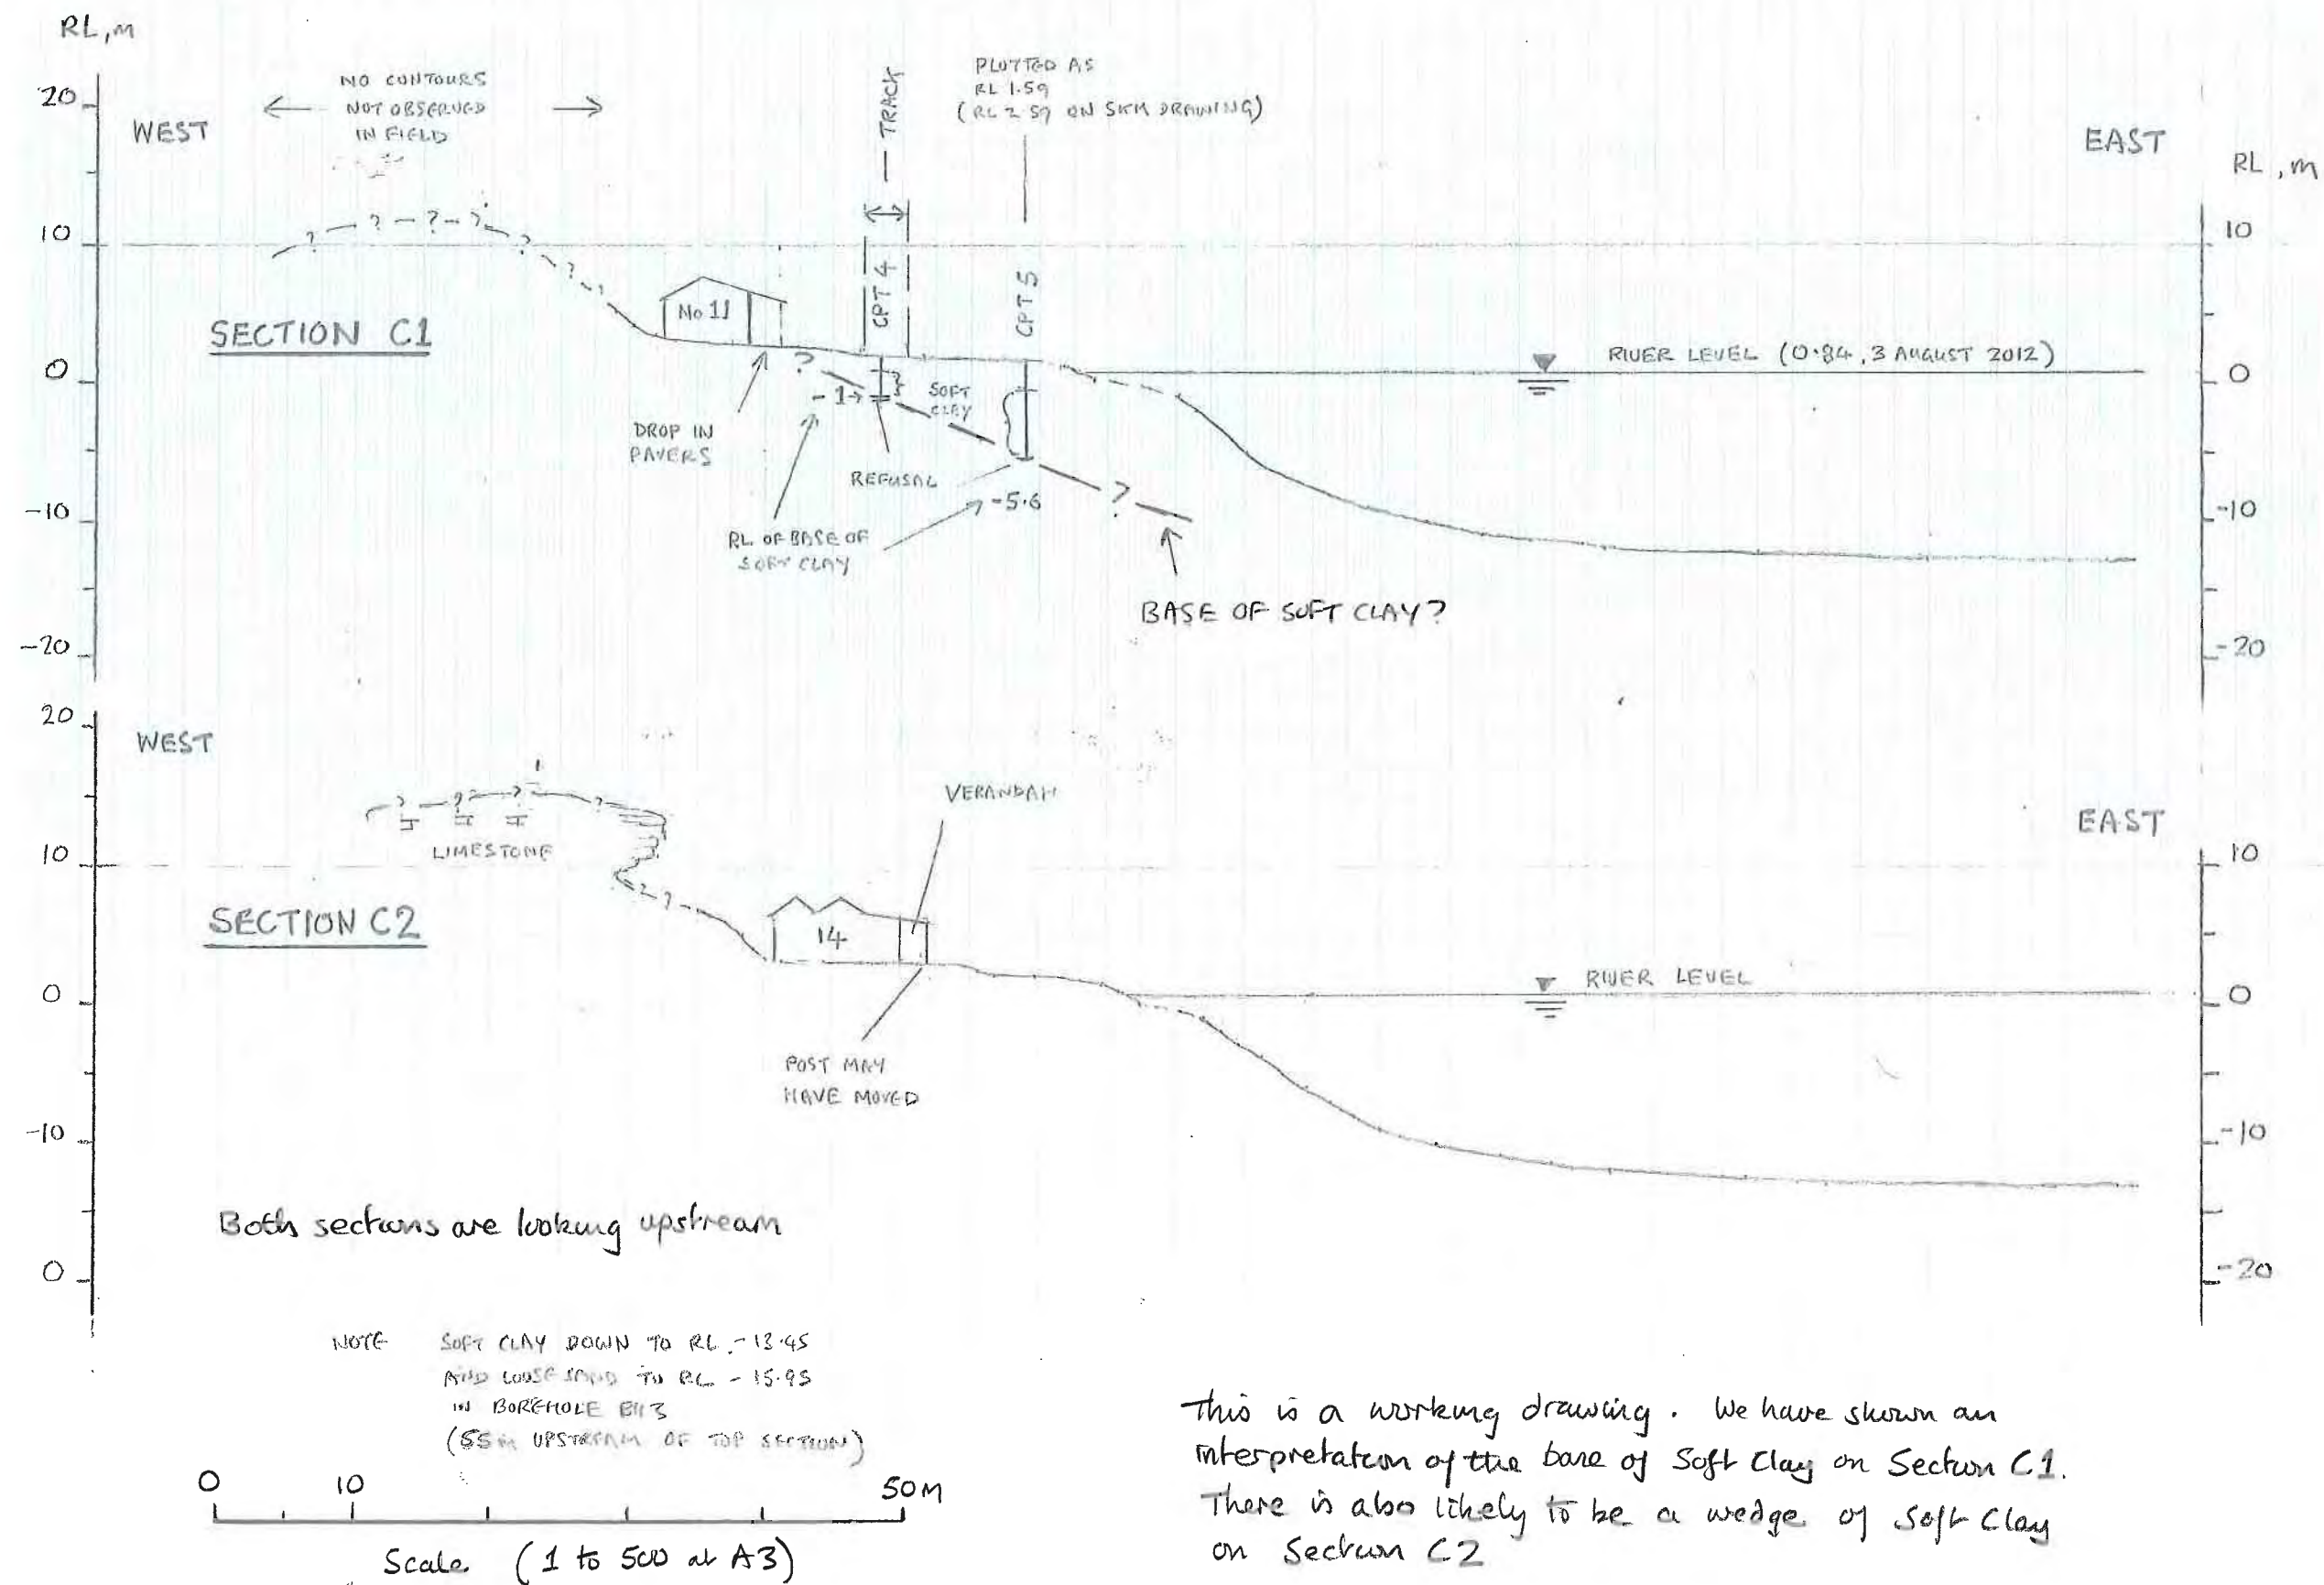 RL,m
20
10
0
-10
-20
WEST
NO CONTOURS
NOT OBSERVED
IN FIELD
TRACK
PLOTTED AS
RL 1.59
(RL 2.59 ON SKM DRAWING)
EAST
RL, m
10
0
-10
-20
? ? - ? - ? ? ?
SECTION C1
No 11
CPT 4
CPT 5
RIVER LEVEL (0.84, 3 AUGUST 2012)
?
-1
SOFT
CLAY
DROP IN
PAVERS
REFUSAL
-5.6
?
RL OF BASE OF
SOFT CLAY
BASE OF SOFT CLAY?
20
10
0
-10
0
WEST
EAST
10
0
-10
-20
? ? ? ?
LIMESTONE
? ?
VERANDAH
SECTION C2
14
RIVER LEVEL
POST MAY
HAVE MOVED
Both sections are looking upstream
NOTE SOFT CLAY DOWN TO RL -13.45
AND LOOSE SAND TO RL -15.95
IN BOREHOLE BH3
(55m UPSTREAM OF TOP SECTION)
0 10 50M
Scale (1 to 500 at A3)
This is a working drawing. We have shown an
interpretation of the base of Soft Clay on Section C1.
There is also likely to be a wedge of Soft Clay
on Section C2